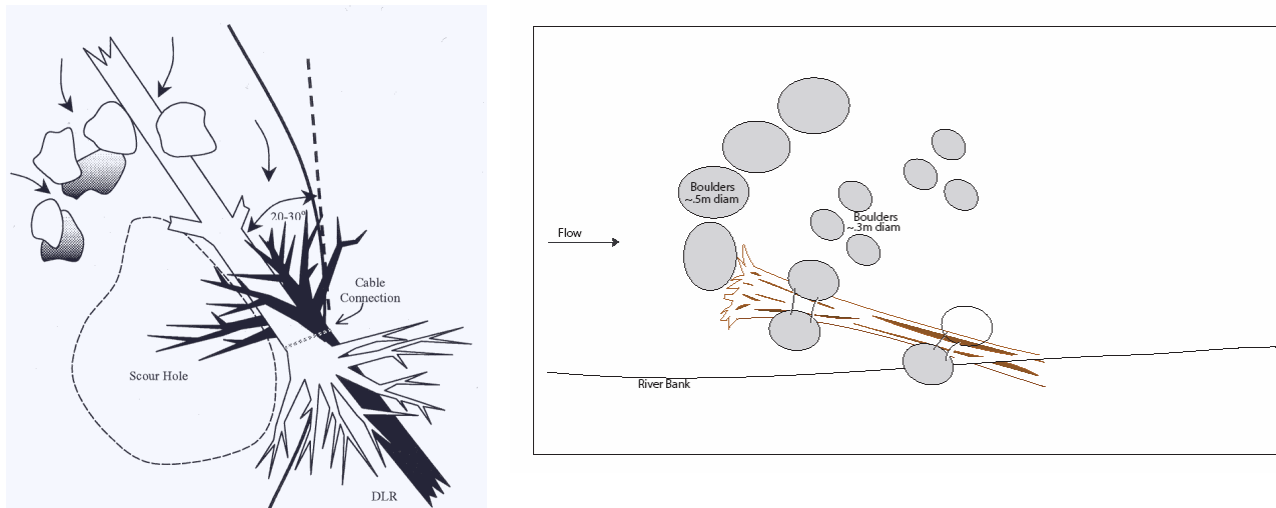 20-30°
Cable
Connection
Scour Hole
DLR
Boulders
~.5m diam
Boulders
~.3m diam
Flow
River Bank